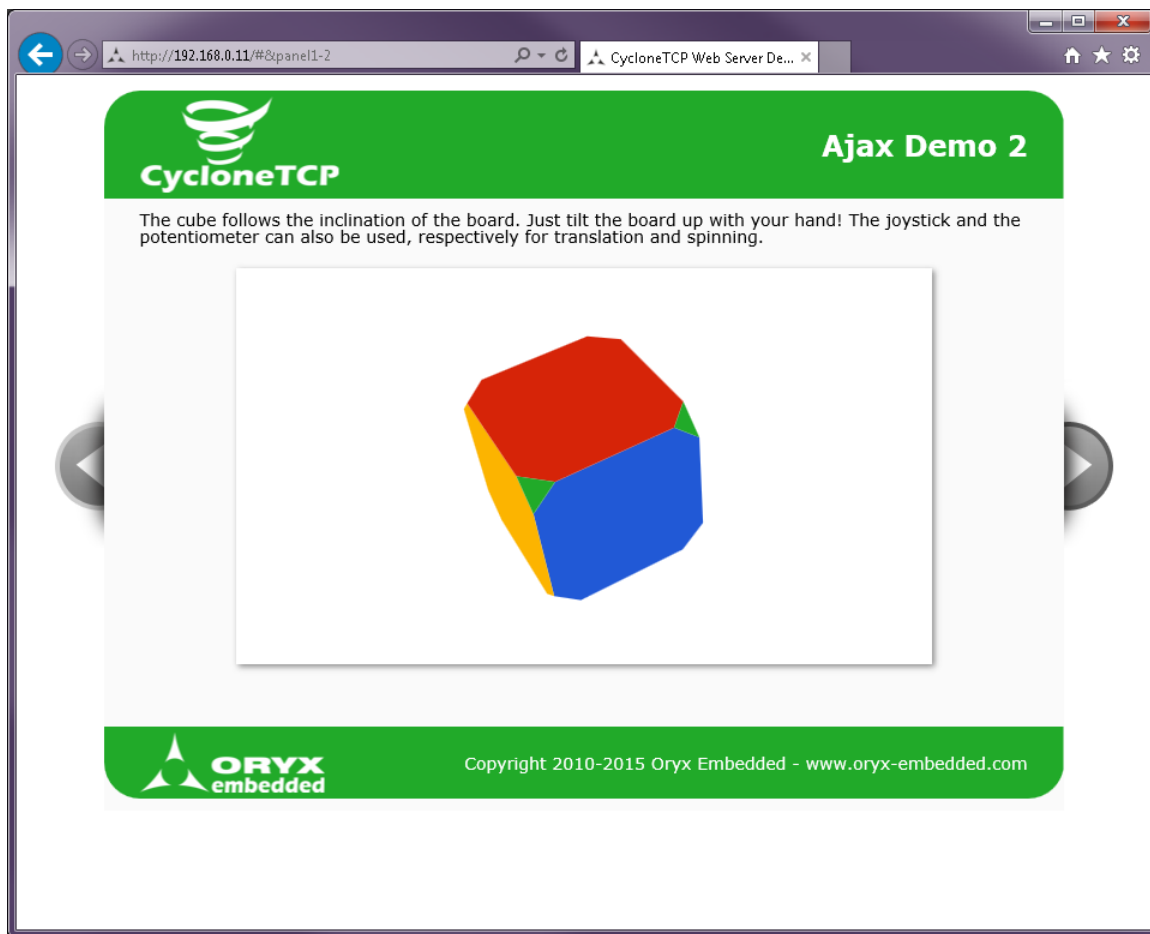 http://192.168.0.11/#&panel1-2
CycloneTCP Web Server De...
CycloneTCP
Ajax Demo 2
The cube follows the inclination of the board. Just tilt the board up with your hand! The joystick and the
potentiometer can also be used, respectively for translation and spinning.
ORYX
embedded
Copyright 2010-2015 Oryx Embedded - www.oryx-embedded.com